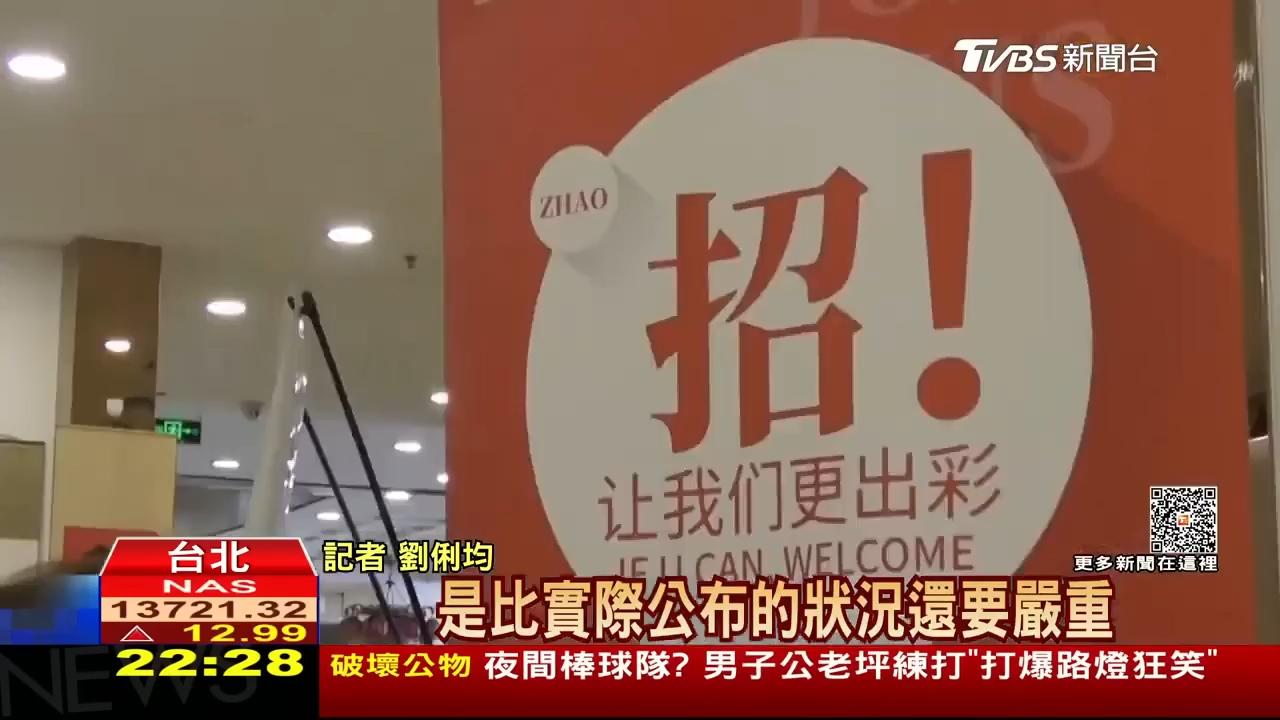 TVBS新聞台
ZHAO
招！
让我们更出彩
IF U CAN, WELCOME
更多新聞在這裡
記者 劉俐均
台北
NAS
13721.32
12.99
22:28
NEWS
是比實際公布的狀況還要嚴重
破壞公物 夜間棒球隊? 男子公老坪練打"打爆路燈狂笑"